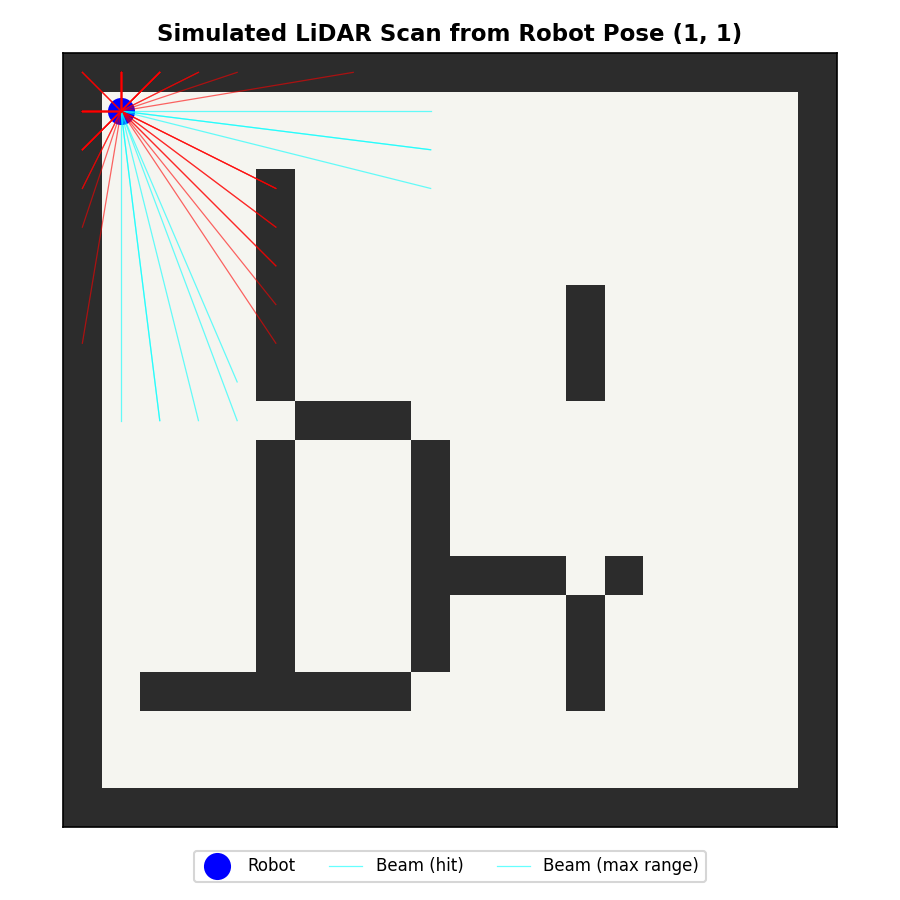 Simulated LiDAR Scan from Robot Pose (1, 1)
Robot Beam (hit) Beam (max range)